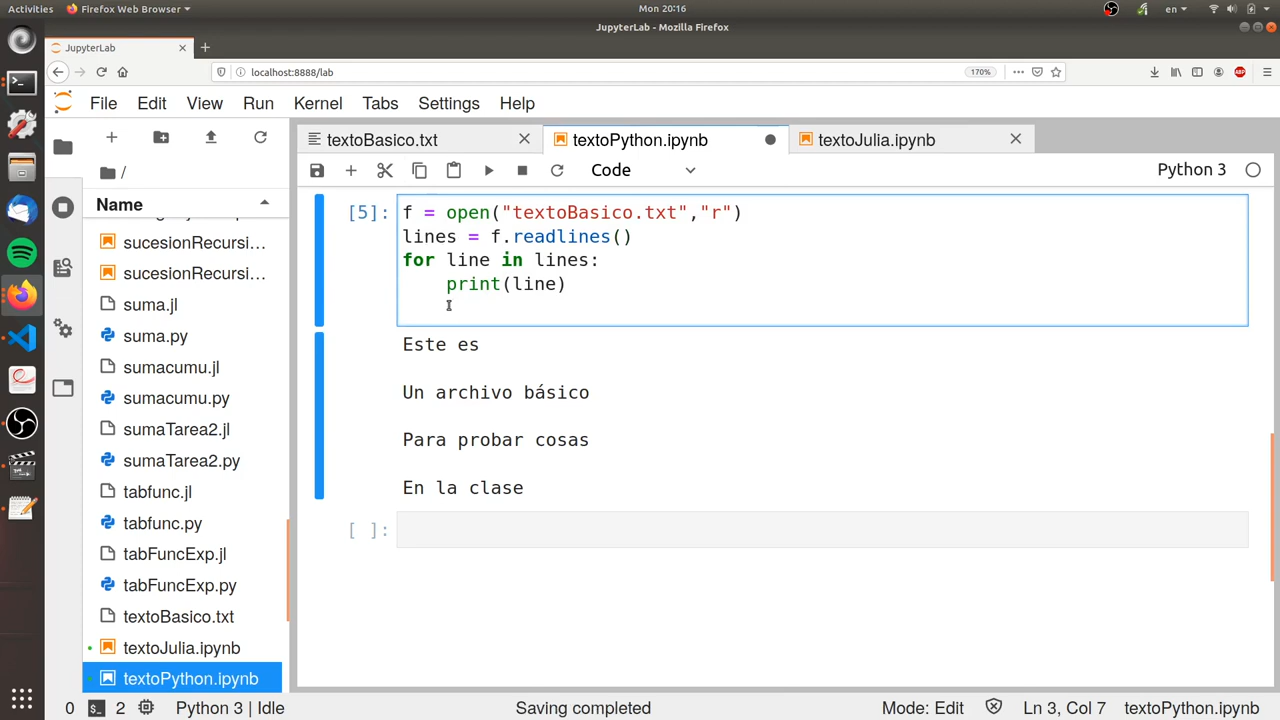 Activities
Firefox Web Browser
Mon 20:16
en
JupyterLab - Mozilla Firefox
JupyterLab
localhost:8888/lab
170%
ABP
File Edit View Run Kernel Tabs Settings Help
textoBasico.txt
textoPython.ipynb
textoJulia.ipynb
/
Code
Python 3
Name
sucesionRecursi...
sucesionRecursi...
suma.jl
suma.py
sumacumu.jl
sumacumu.py
sumaTarea2.jl
sumaTarea2.py
tabfunc.jl
tabfunc.py
tabFuncExp.jl
tabFuncExp.py
textoBasico.txt
textoJulia.ipynb
textoPython.ipynb
[5]:
f = open("textoBasico.txt","r")
lines = f.readlines()
for line in lines:
print(line)
Este es
Un archivo básico
Para probar cosas
En la clase
[ ]:
0
2
Python 3 | Idle
Saving completed
Mode: Edit
Ln 3, Col 7
textoPython.ipynb